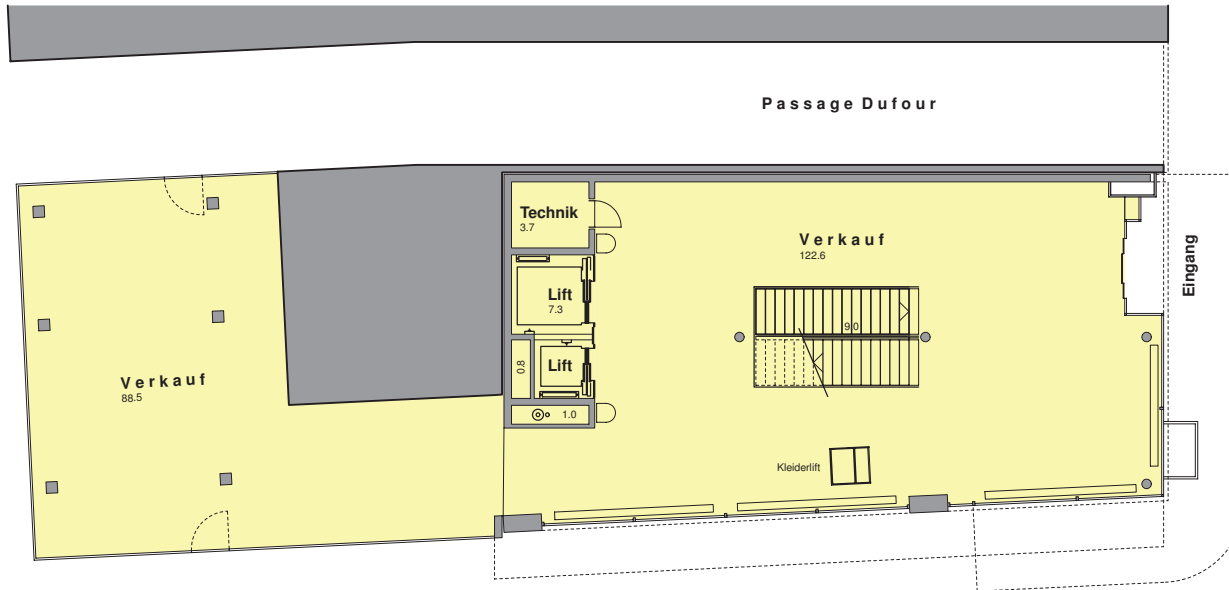 Passage Dufour
Eingang
Technik
3.7
Verkauf
122.6
Lift
7.3
9.0
Lift
0.8
Verkauf
88.5
1.0
Kleiderlift